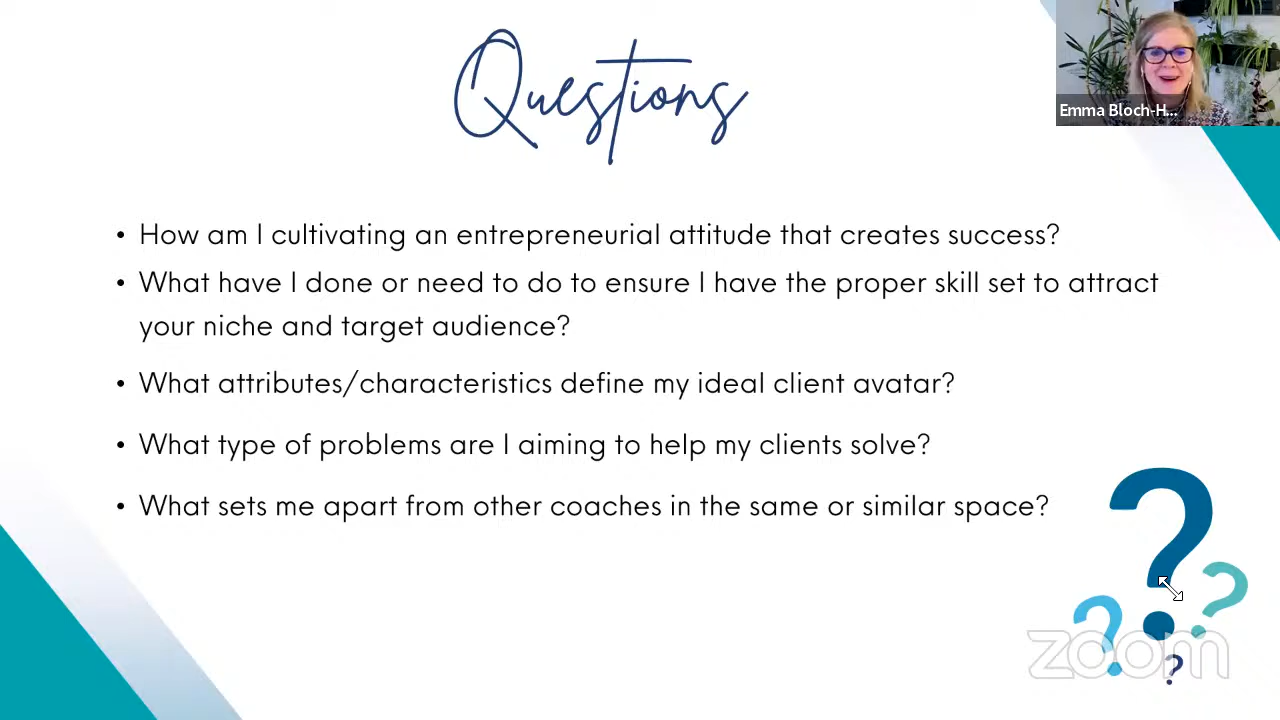 Questions
Emma Bloch-H...
• How am I cultivating an entrepreneurial attitude that creates success?
• What have I done or need to do to ensure I have the proper skill set to attract
your niche and target audience?
• What attributes/characteristics define my ideal client avatar?
• What type of problems are I aiming to help my clients solve?
• What sets me apart from other coaches in the same or similar space?
?
?
?
zoom
?